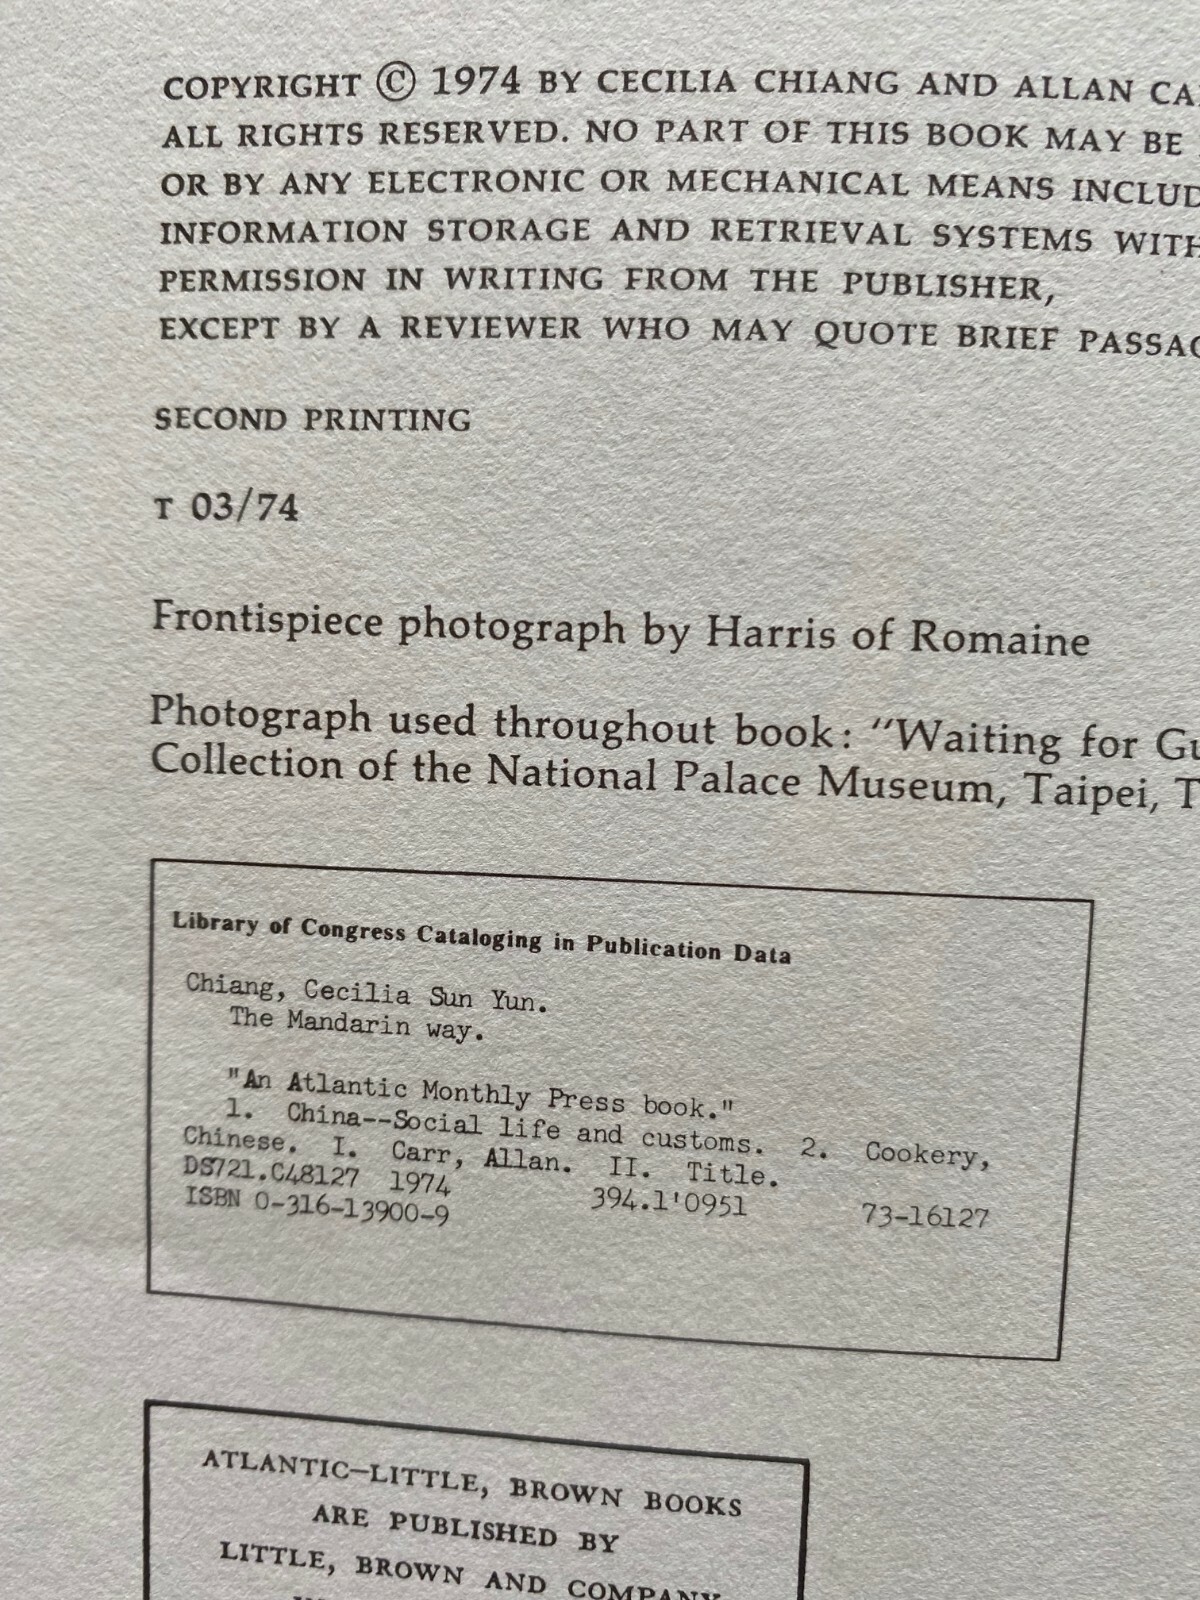 COPYRIGHT © 1974 BY CECILIA CHIANG AND ALLAN
ALL RIGHTS RESERVED. NO PART OF THIS BOOK MAY BE
OR BY ANY ELECTRONIC OR MECHANICAL MEANS
INFORMATION STORAGE AND RETRIEVAL SYSTEMS
PERMISSION IN WRITING FROM THE PUBLISHER,
EXCEPT BY A REVIEWER WHO MAY QUOTE BRIEF
SECOND PRINTING
T 03/74
Frontispiece photograph by Harris of Romaine
Photograph used throughout book: "Waiting for
Collection of the National Palace Museum, Taipei,
Library of Congress Cataloging in Publication Data
Chiang, Cecilia Sun Yun.
The Mandarin way.
"An Atlantic Monthly Press book."
1. China--Social life and customs. 2. Cookery,
Chinese. I. Carr, Allan. II. Title.
DS721.C48127 1974 394.1'0951 73-16127
ISBN 0-316-13900-9
ATLANTIC–LITTLE, BROWN BOOKS
ARE PUBLISHED BY
LITTLE, BROWN AND COMPANY